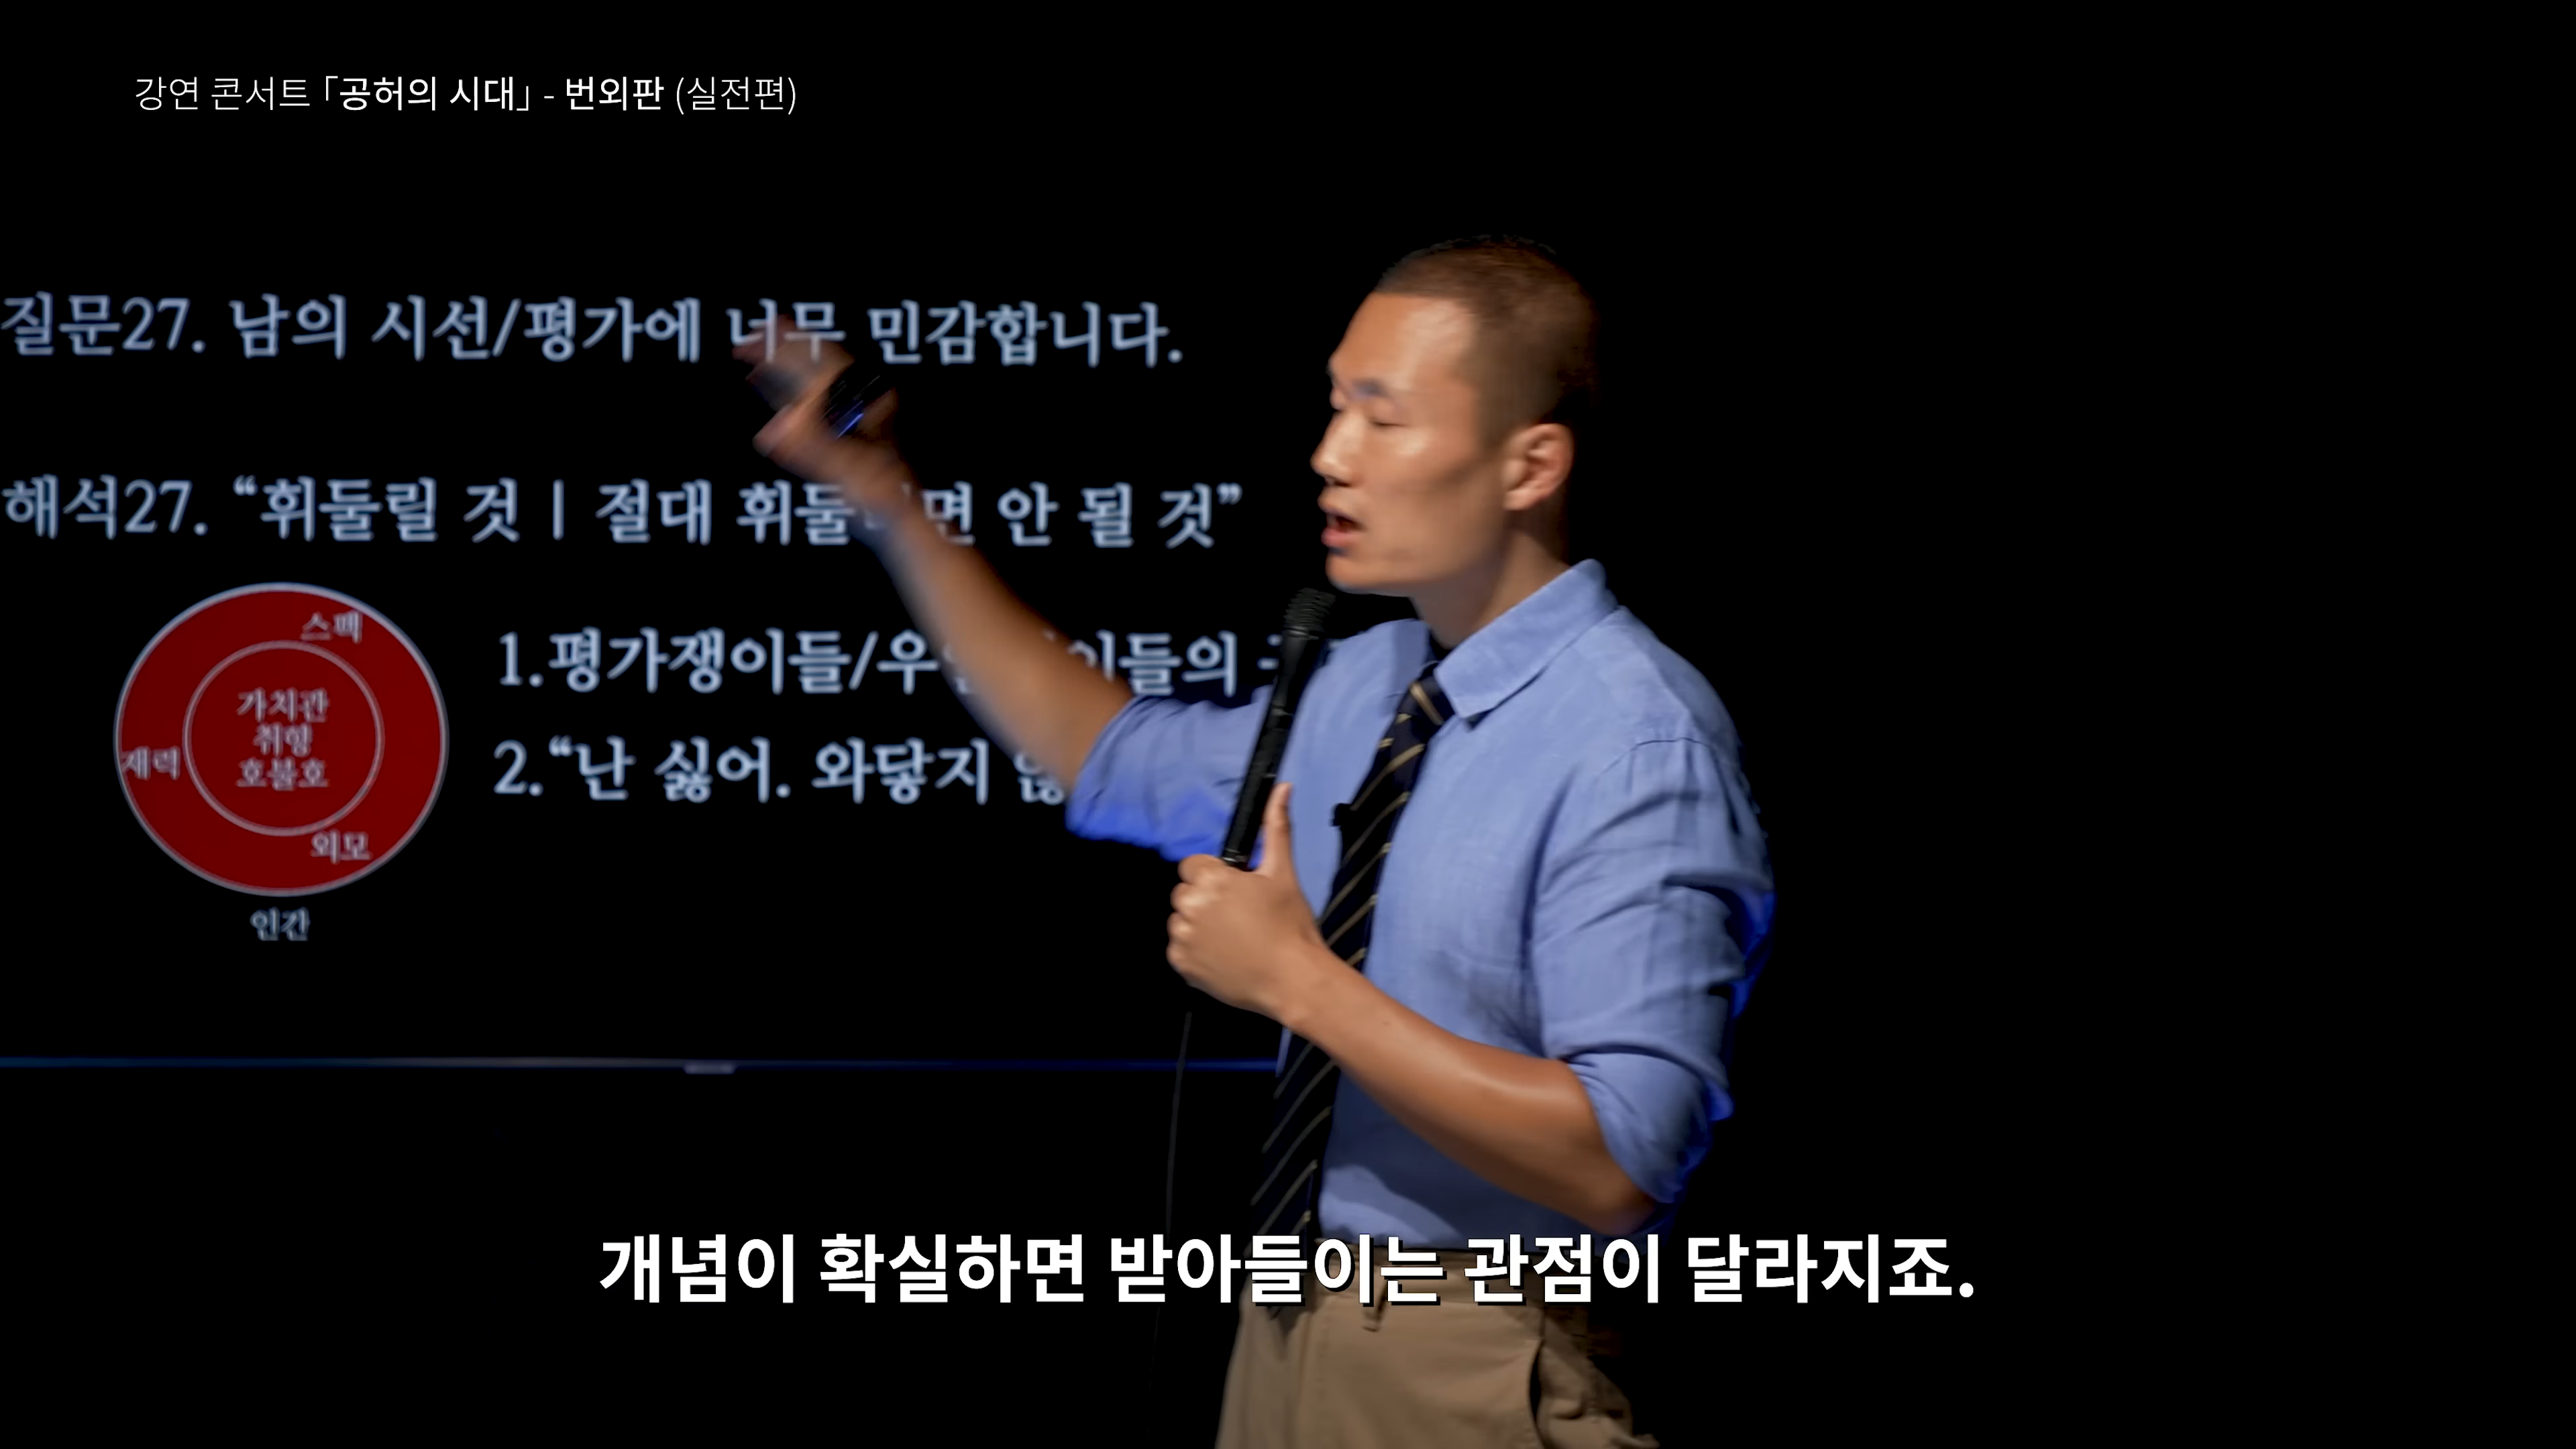 강연 콘서트 「공허의 시대」 - 번외판 (실전편)
질문27. 남의 시선/평가에 너무 민감합니다.
해석27. “휘둘릴 것 | 절대 면 안 될 것”
스펙
가치관
취향
호불호
재력
외모
인간
1.평가쟁이들/ 이들의
2.“난 싫어. 와닿지
개념이 확실하면 받아들이는 관점이 달라지죠.